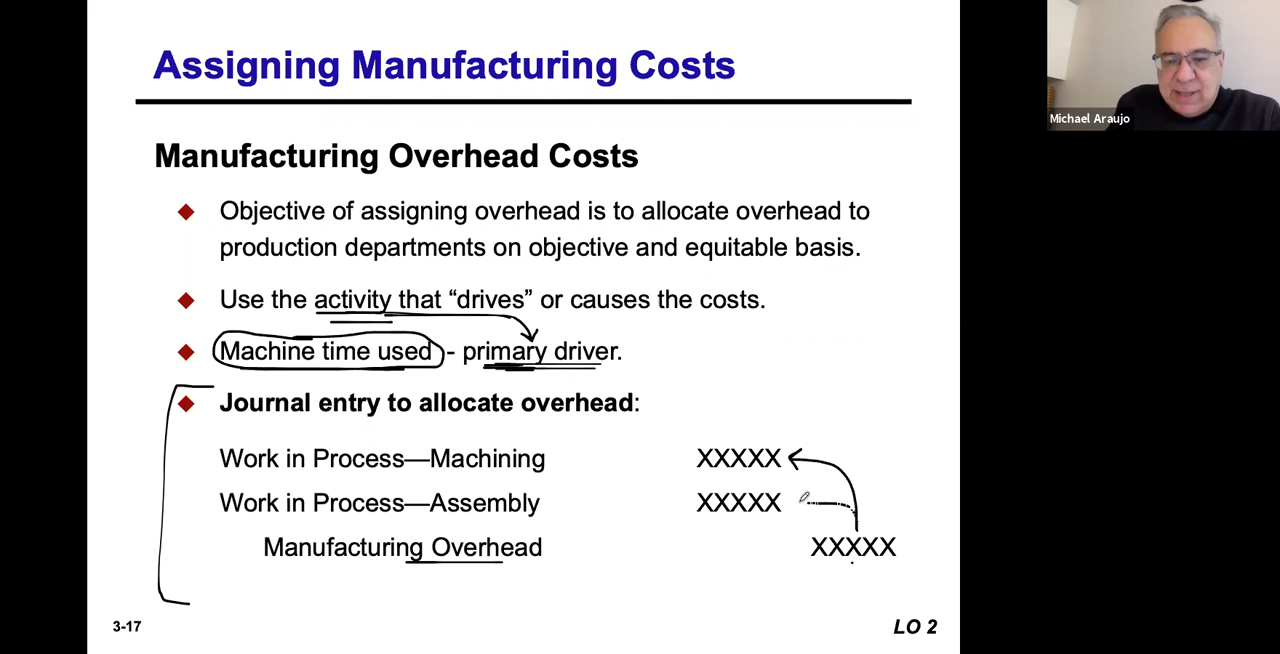 Assigning Manufacturing Costs
Michael Araujo
Manufacturing Overhead Costs
Objective of assigning overhead is to allocate overhead to
production departments on objective and equitable basis.
Use the activity that “drives” or causes the costs.
Machine time used - primary driver.
Journal entry to allocate overhead:
Work in Process—Machining XXXXX
Work in Process—Assembly XXXXX
Manufacturing Overhead XXXXX
3-17 LO 2